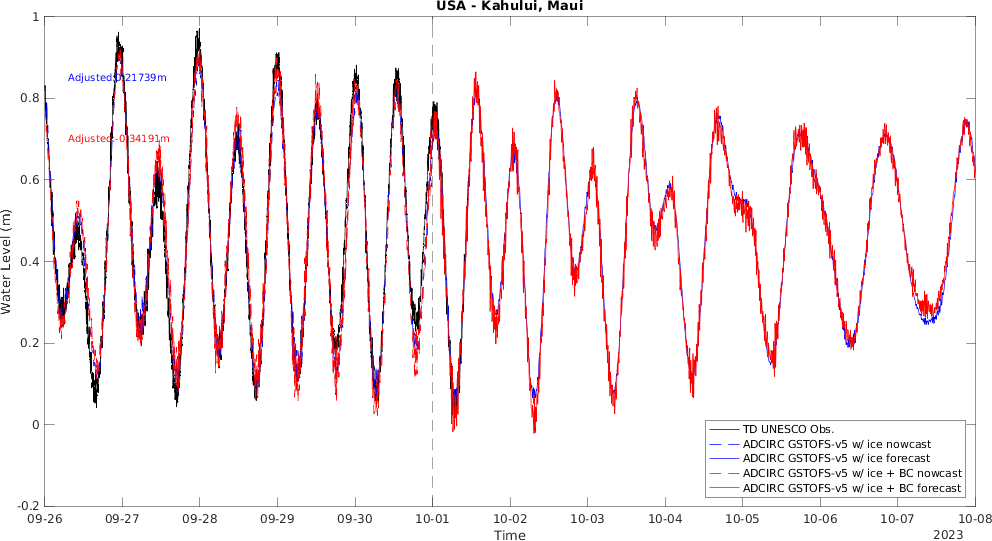 USA - Kahului, Maui
1
0.8
0.6
0.4
0.2
0
-0.2
Water Level (m)
Adjusted:0.21739m
Adjusted:-0.34191m
TD UNESCO Obs.
ADCIRC GSTOFS-v5 w/ ice nowcast
ADCIRC GSTOFS-v5 w/ ice forecast
ADCIRC GSTOFS-v5 w/ ice + BC nowcast
ADCIRC GSTOFS-v5 w/ ice + BC forecast
09-26 09-27 09-28 09-29 09-30 10-01 10-02 10-03 10-04 10-05 10-06 10-07 10-08
Time
2023